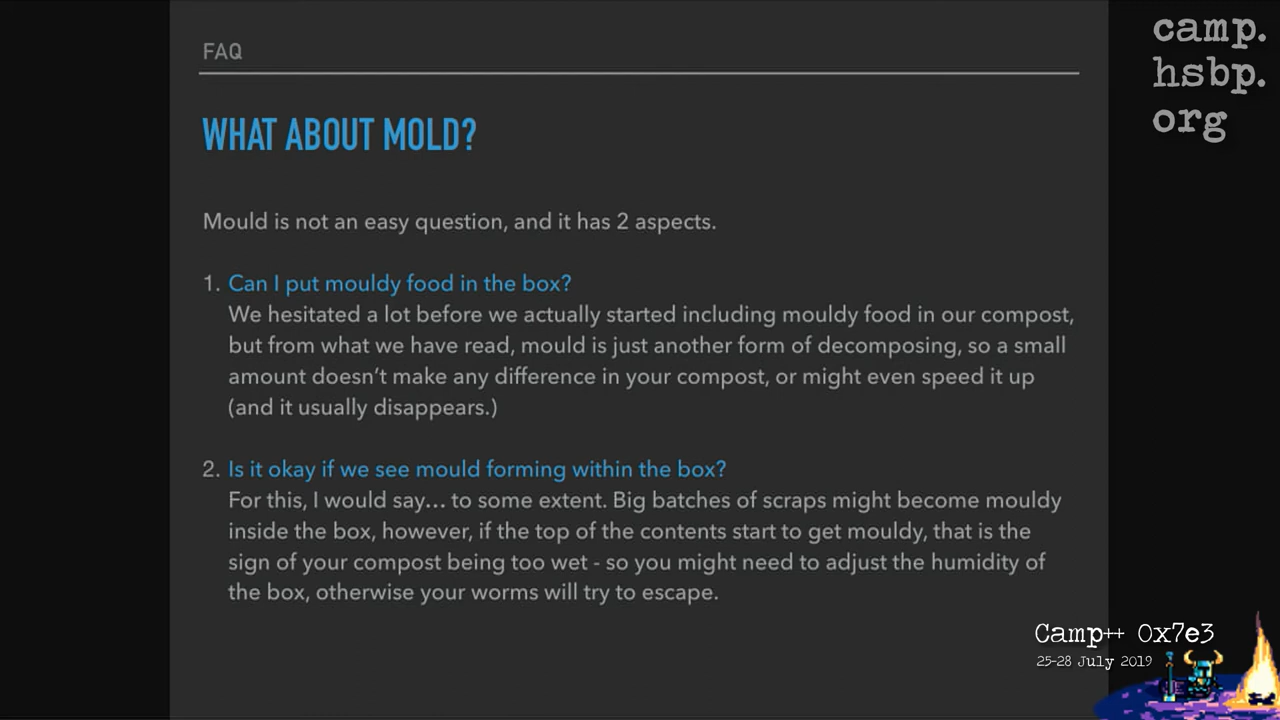 FAQ
WHAT ABOUT MOLD?
Mould is not an easy question, and it has 2 aspects.
1. Can I put mouldy food in the box?
We hesitated a lot before we actually started including mouldy food in our compost,
but from what we have read, mould is just another form of decomposing, so a small
amount doesn't make any difference in your compost, or might even speed it up
(and it usually disappears.)
2. Is it okay if we see mould forming within the box?
For this, I would say… to some extent. Big batches of scraps might become mouldy
inside the box, however, if the top of the contents start to get mouldy, that is the
sign of your compost being too wet - so you might need to adjust the humidity of
the box, otherwise your worms will try to escape.
camp.
hsbp.
org
Camp++ 0x7e3
25-28 July 2019